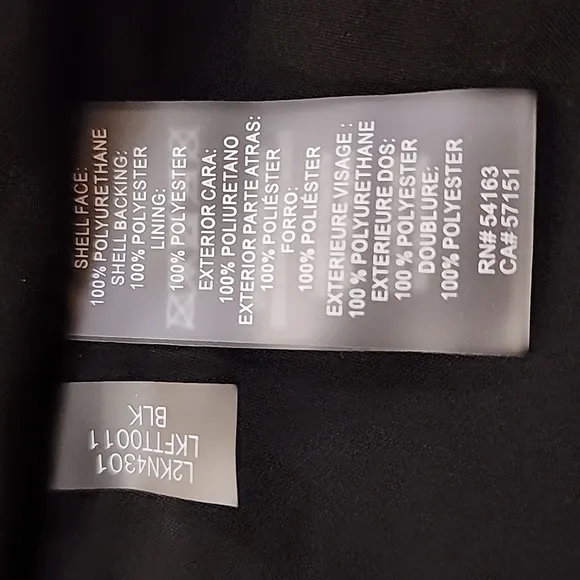 SHELL FACE:
100% POLYURETHANE
SHELL BACKING:
100% POLYESTER
LINING:
100% POLYESTER
EXTERIOR CARA:
100% POLIURETANO
EXTERIOR PARTE ATRAS:
100% POLIÉSTER
FORRO:
100% POLIÉSTER
EXTERIEURE VISAGE :
100 % POLYURETHANE
EXTERIEURE DOS:
100 % POLYESTER
DOUBLURE:
100% POLYESTER
RN# 54163
CA# 57151
L2KN4301
LKFTT0011
BLK